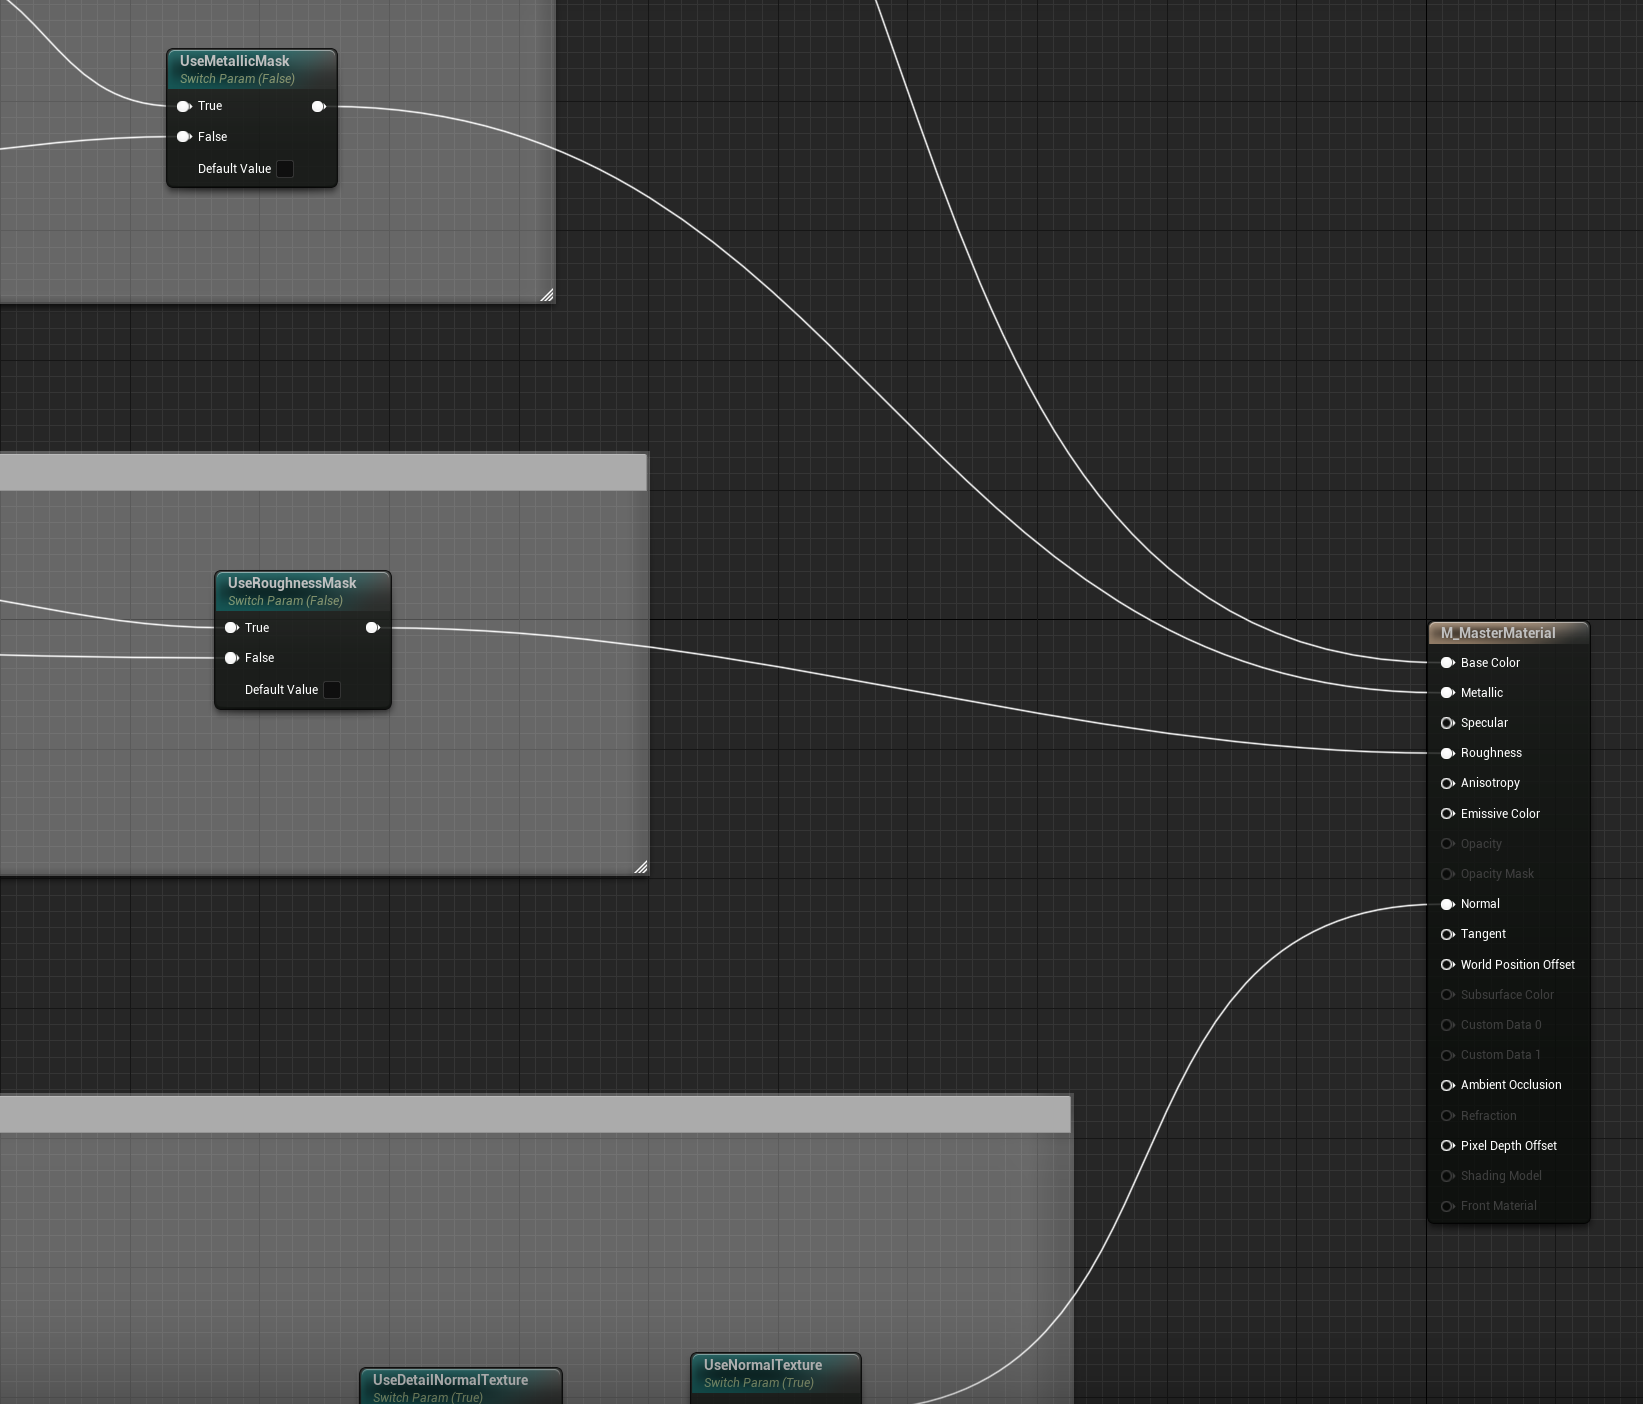 UseMetallicMask
Switch Param (False)
True
False
Default Value
UseRoughnessMask
Switch Param (False)
True
False
Default Value
M_MasterMaterial
Base Color
Metallic
Specular
Roughness
Anisotropy
Emissive Color
Opacity
Opacity Mask
Normal
Tangent
World Position Offset
Subsurface Color
Custom Data 0
Custom Data 1
Ambient Occlusion
Refraction
Pixel Depth Offset
Shading Model
Front Material
UseDetailNormalTexture
Switch Param (True)
UseNormalTexture
Switch Param (True)